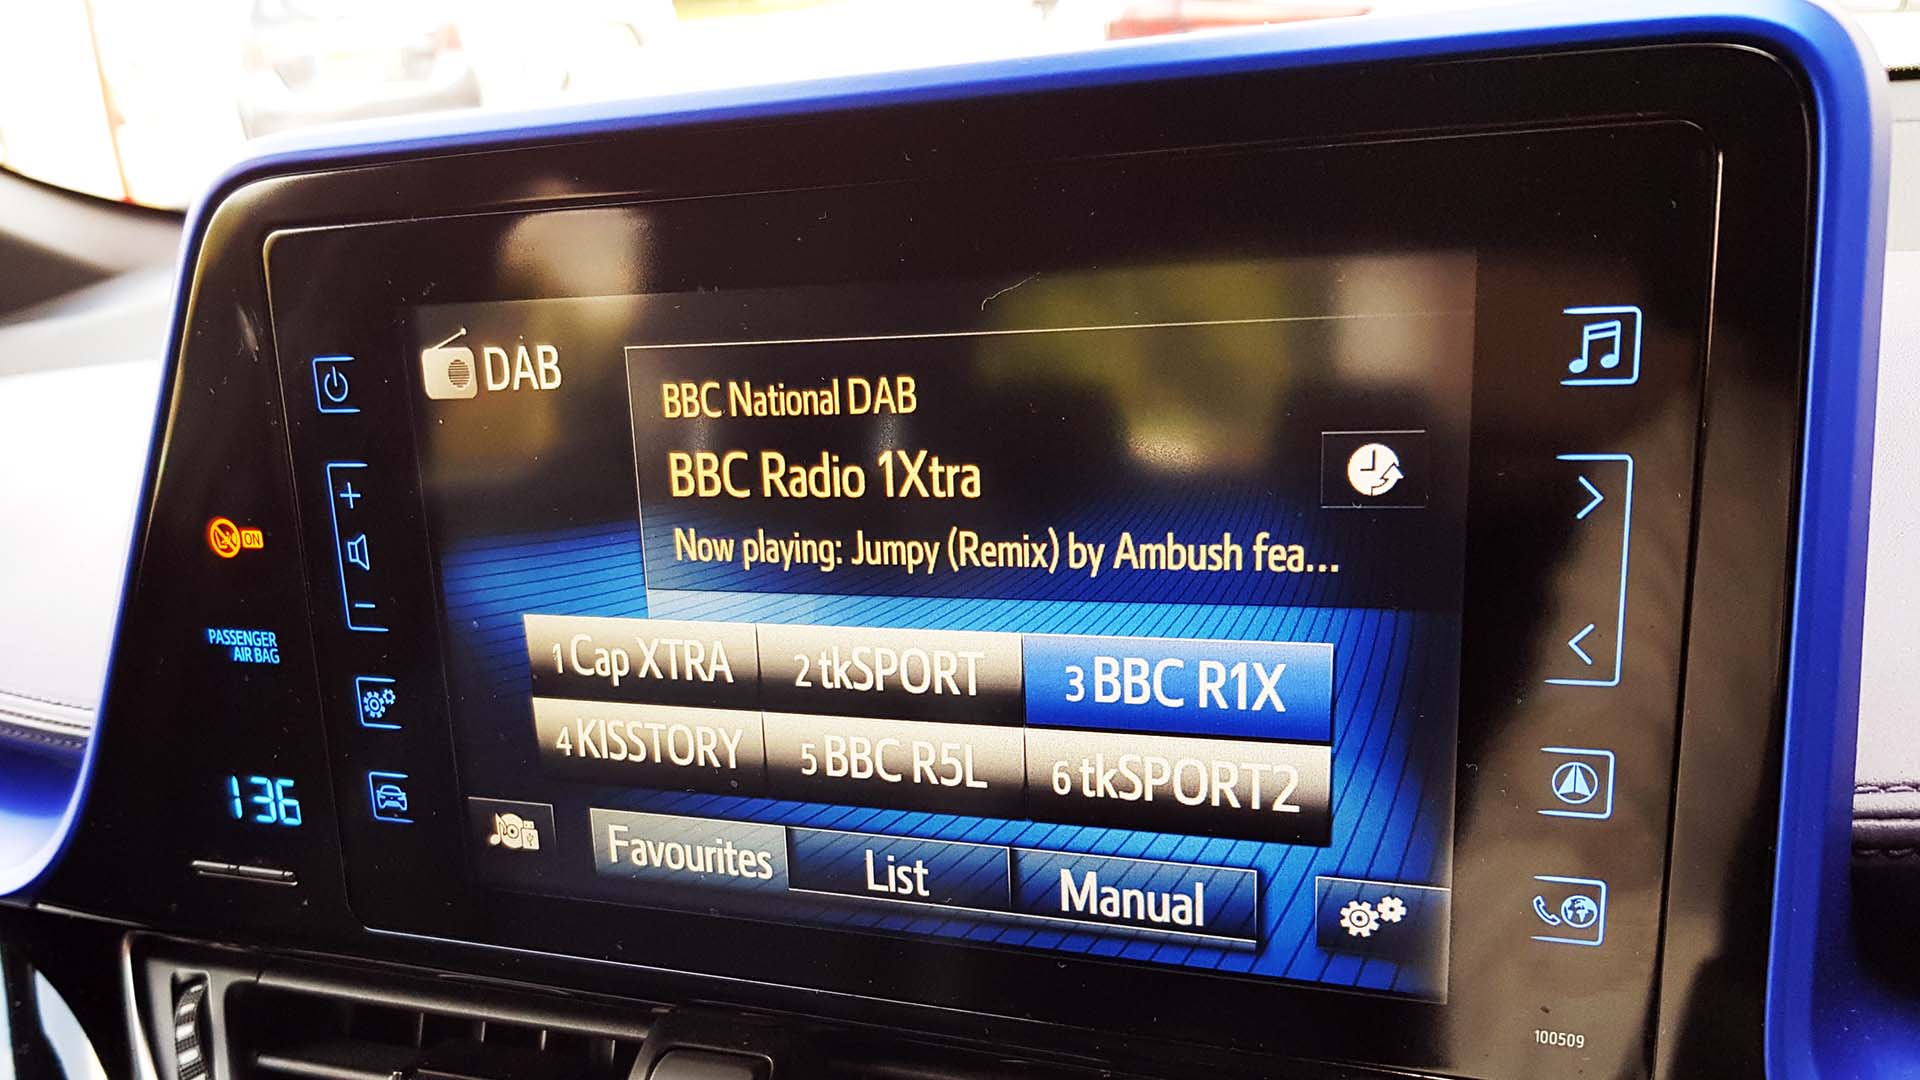 DAB
BBC National DAB
BBC Radio 1Xtra
Now playing: Jumpy (Remix) by Ambush fea...
ON
PASSENGER
AIR BAG
136
1 Cap XTRA
2 tkSPORT
3 BBC R1X
4 KISSTORY
5 BBC R5L
6 tkSPORT2
Favourites
List
Manual
100509